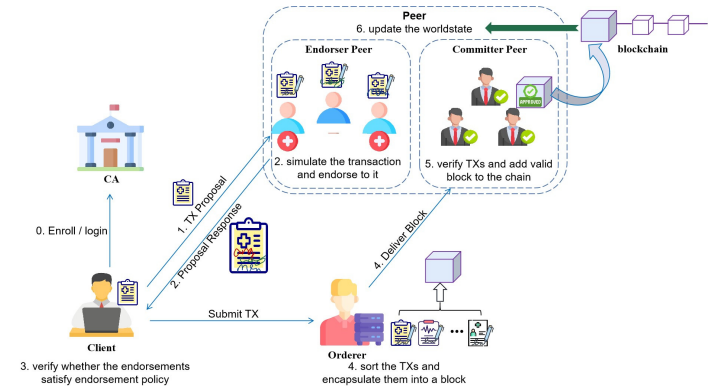 Peer
6. update the worldstate
blockchain
Endorser Peer
Committer Peer
APPROVED
2. simulate the transaction
and endorse to it
5. verify TXs and add valid
block to the chain
CA
0. Enroll / login
1. TX Proposal
2. Proposal Response
4. Deliver Block
Submit TX
Client
3. verify whether the endorsements
satisfy endorsement policy
Orderer
4. sort the TXs and
encapsulate them into a block